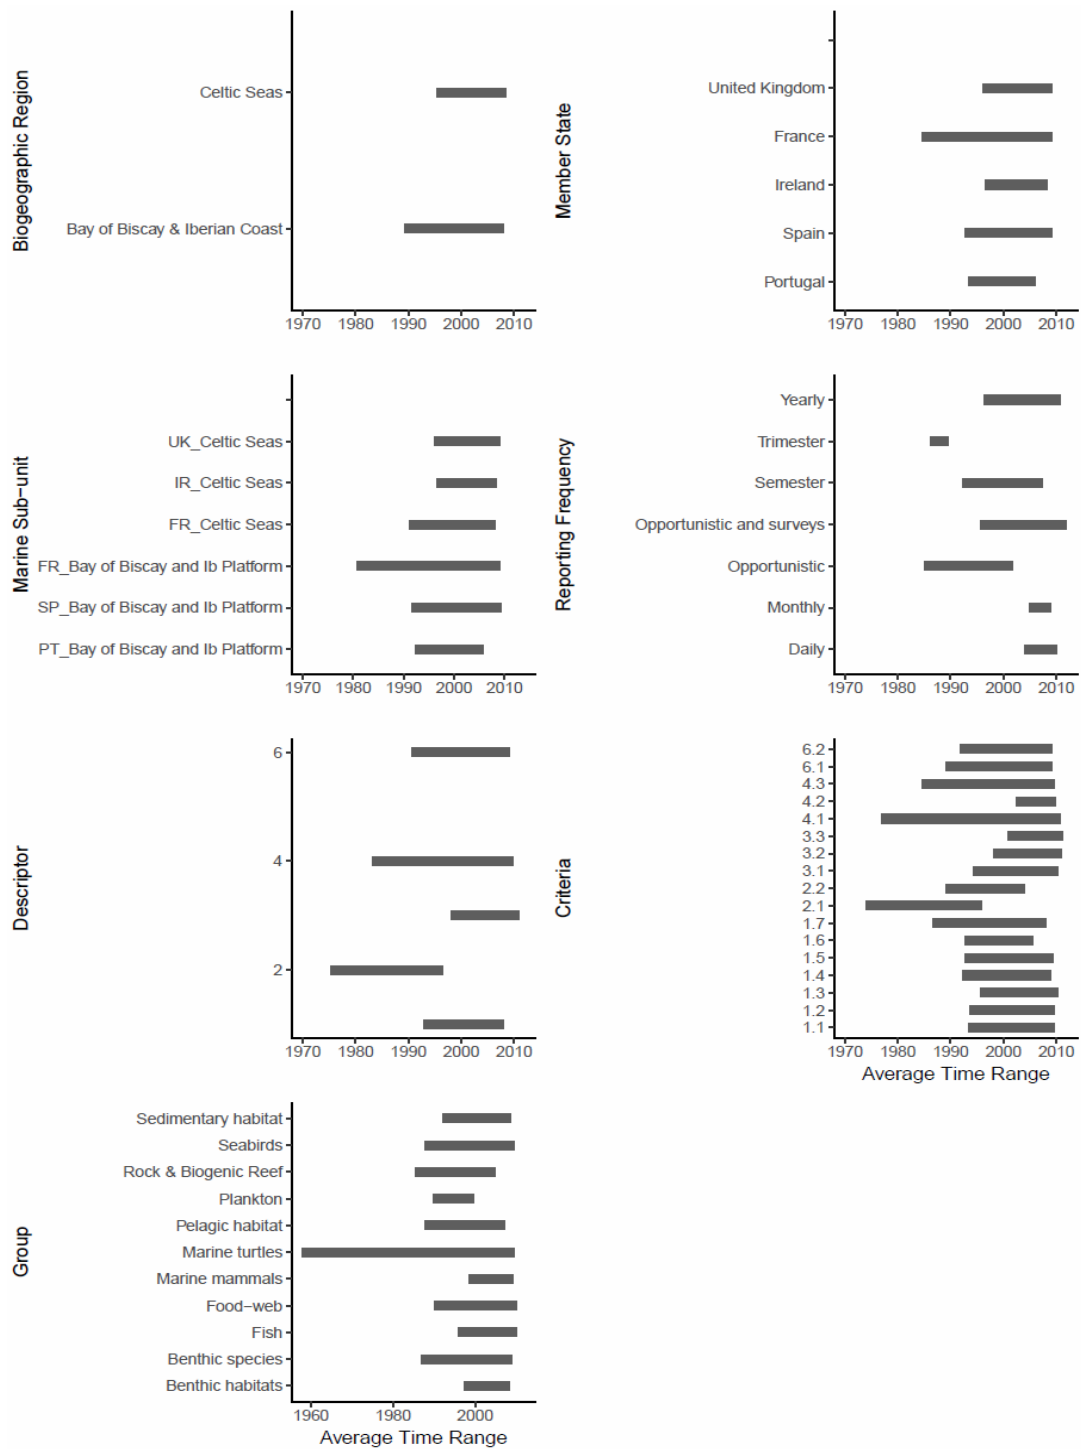 Biogeographic Region
Celtic Seas
Bay of Biscay & Iberian Coast
1970 1980 1990 2000 2010
Member State
United Kingdom
France
Ireland
Spain
Portugal
1970 1980 1990 2000 2010
Marine Sub-unit
UK_Celtic Seas
IR_Celtic Seas
FR_Celtic Seas
FR_Bay of Biscay and Ib Platform
SP_Bay of Biscay and Ib Platform
PT_Bay of Biscay and Ib Platform
1970 1980 1990 2000 2010
Reporting Frequency
Yearly
Trimester
Semester
Opportunistic and surveys
Opportunistic
Monthly
Daily
1970 1980 1990 2000 2010
Descriptor
6
4
2
1970 1980 1990 2000 2010
Criteria
6.2
6.1
4.3
4.2
4.1
3.3
3.2
3.1
2.2
2.1
1.7
1.6
1.5
1.4
1.3
1.2
1.1
1970 1980 1990 2000 2010
Average Time Range
Group
Sedimentary habitat
Seabirds
Rock & Biogenic Reef
Plankton
Pelagic habitat
Marine turtles
Marine mammals
Food-web
Fish
Benthic species
Benthic habitats
1960 1980 2000
Average Time Range